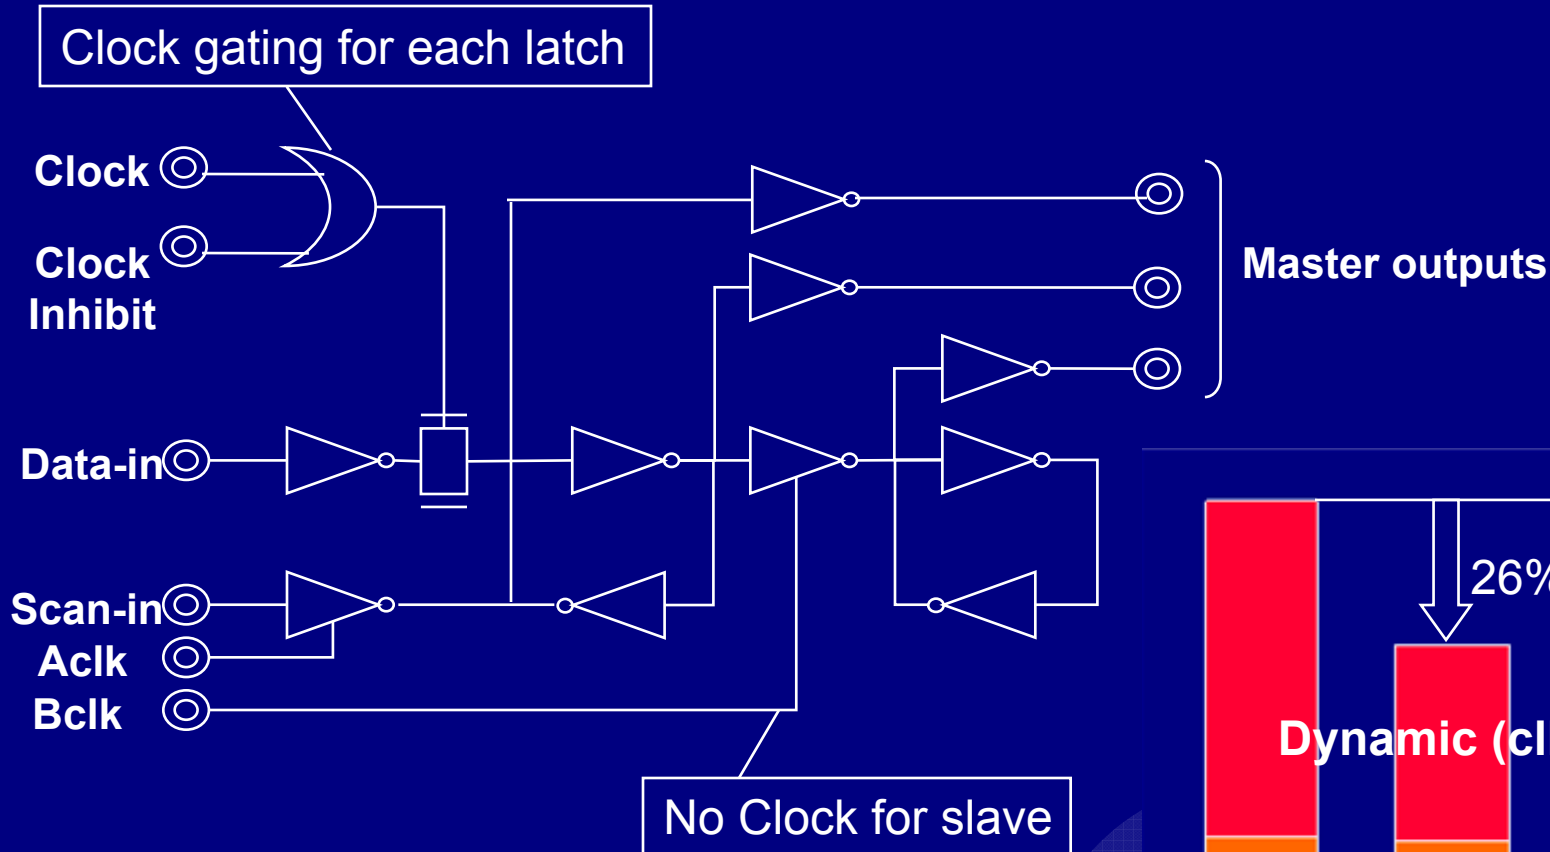 Clock gating for each latch
Clock
Clock
Inhibit
Master outputs
Data-in
Scan-in
Aclk
Bclk
No Clock for slave
26%
Dynamic